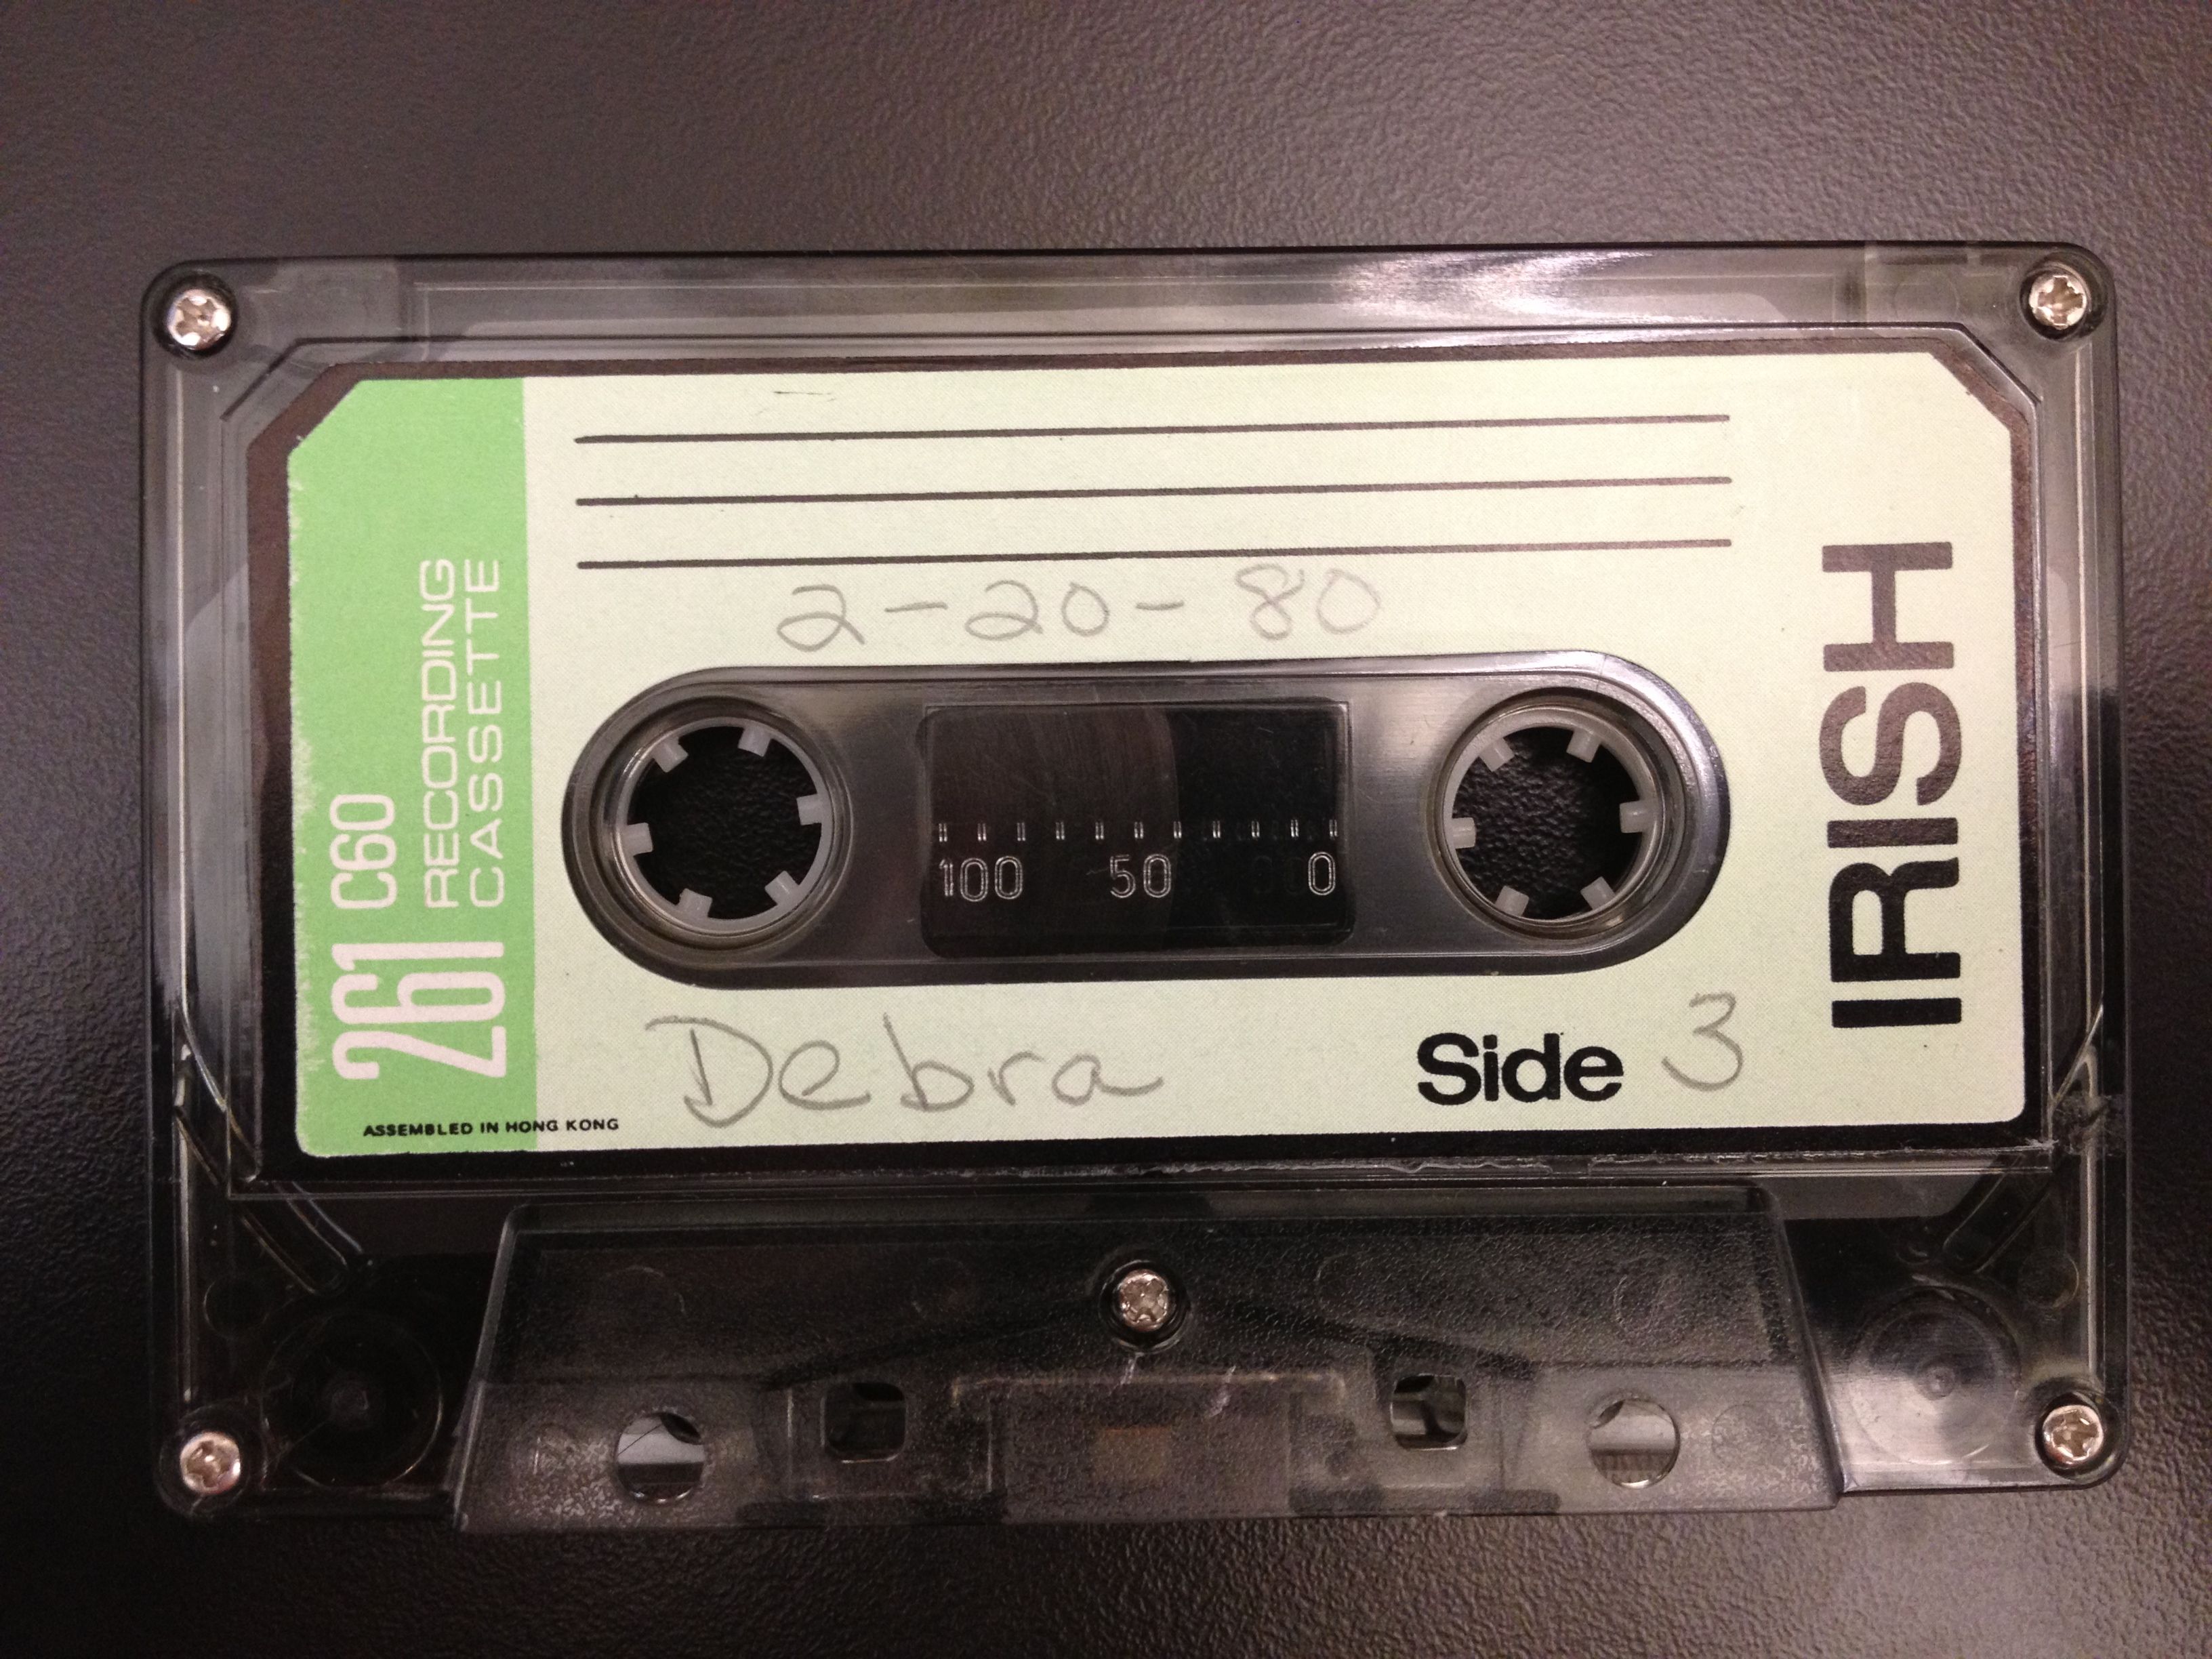 2-20-80
261 C60
RECORDING
CASSETTE
100 50 0
IRISH
Debra
Side 3
ASSEMBLED IN HONG KONG